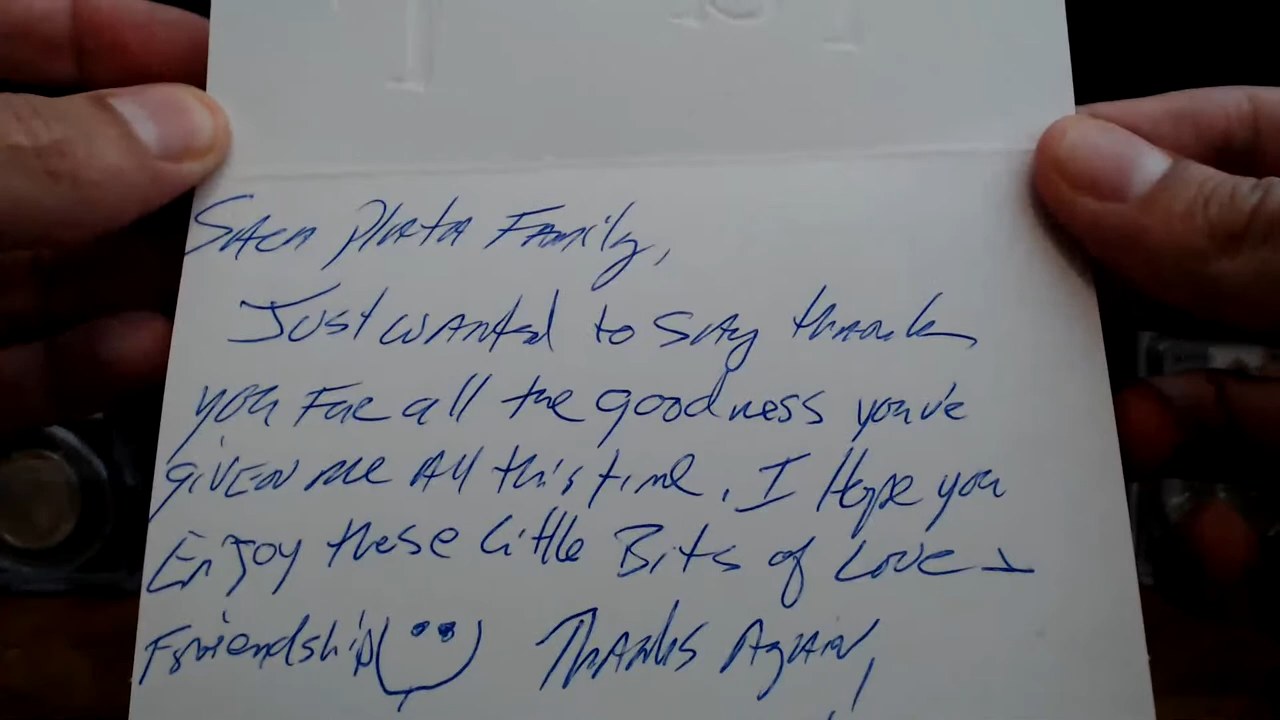 Saca Plata Family,
Just wanted to say thank
you For all the goodness you've
given me All this time. I Hope you
Enjoy these little Bits of Love +
Friendship Thanks Again,